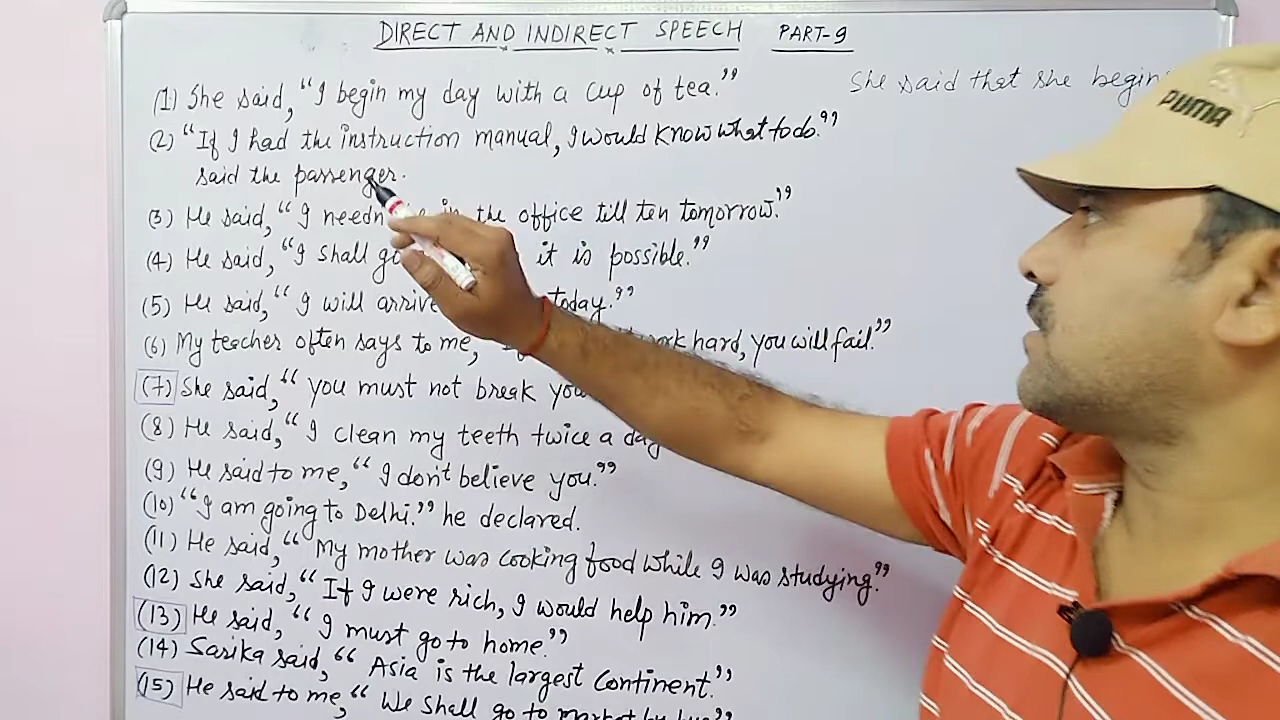 DIRECT AND INDIRECT SPEECH PART-9
(1) She said, "I begin my day with a cup of tea."
She said that she begin
(2) "If I had the instruction manual, I would know what to do."
said the passenger.
(3) He said, "I need in the office till ten tomorrow."
(4) He said, "I shall go it is possible."
(5) He said, "I will arrive today."
(6) My teacher often says to me, hard, you will fail."
(7) She said, "you must not break
(8) He said, "I clean my teeth twice a day
(9) He said to me, "I don't believe you."
(10) "I am going to Delhi." he declared.
(11) He said, "My mother was cooking food while I was studying."
(12) She said, "If I were rich, I would help him."
(13) He said, "I must go to home."
(14) Sarika said, "Asia is the largest continent."
(15) He said to me, "We shall go to market by bus"
PUMA